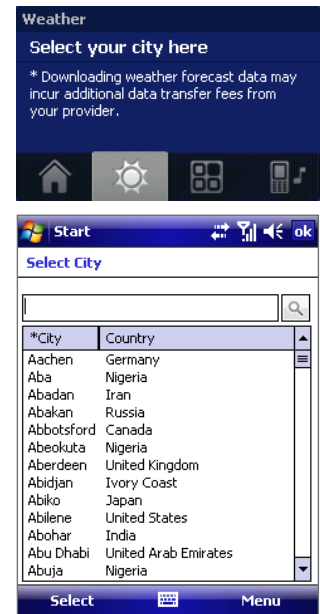 Weather
Select your city here
* Downloading weather forecast data may
incur additional data transfer fees from
your provider.
Start ok
Select City
*City Country
Aachen Germany
Aba Nigeria
Abadan Iran
Abakan Russia
Abbotsford Canada
Abeokuta Nigeria
Aberdeen United Kingdom
Abidjan Ivory Coast
Abiko Japan
Abilene United States
Abohar India
Abu Dhabi United Arab Emirates
Abuja Nigeria
Select Menu